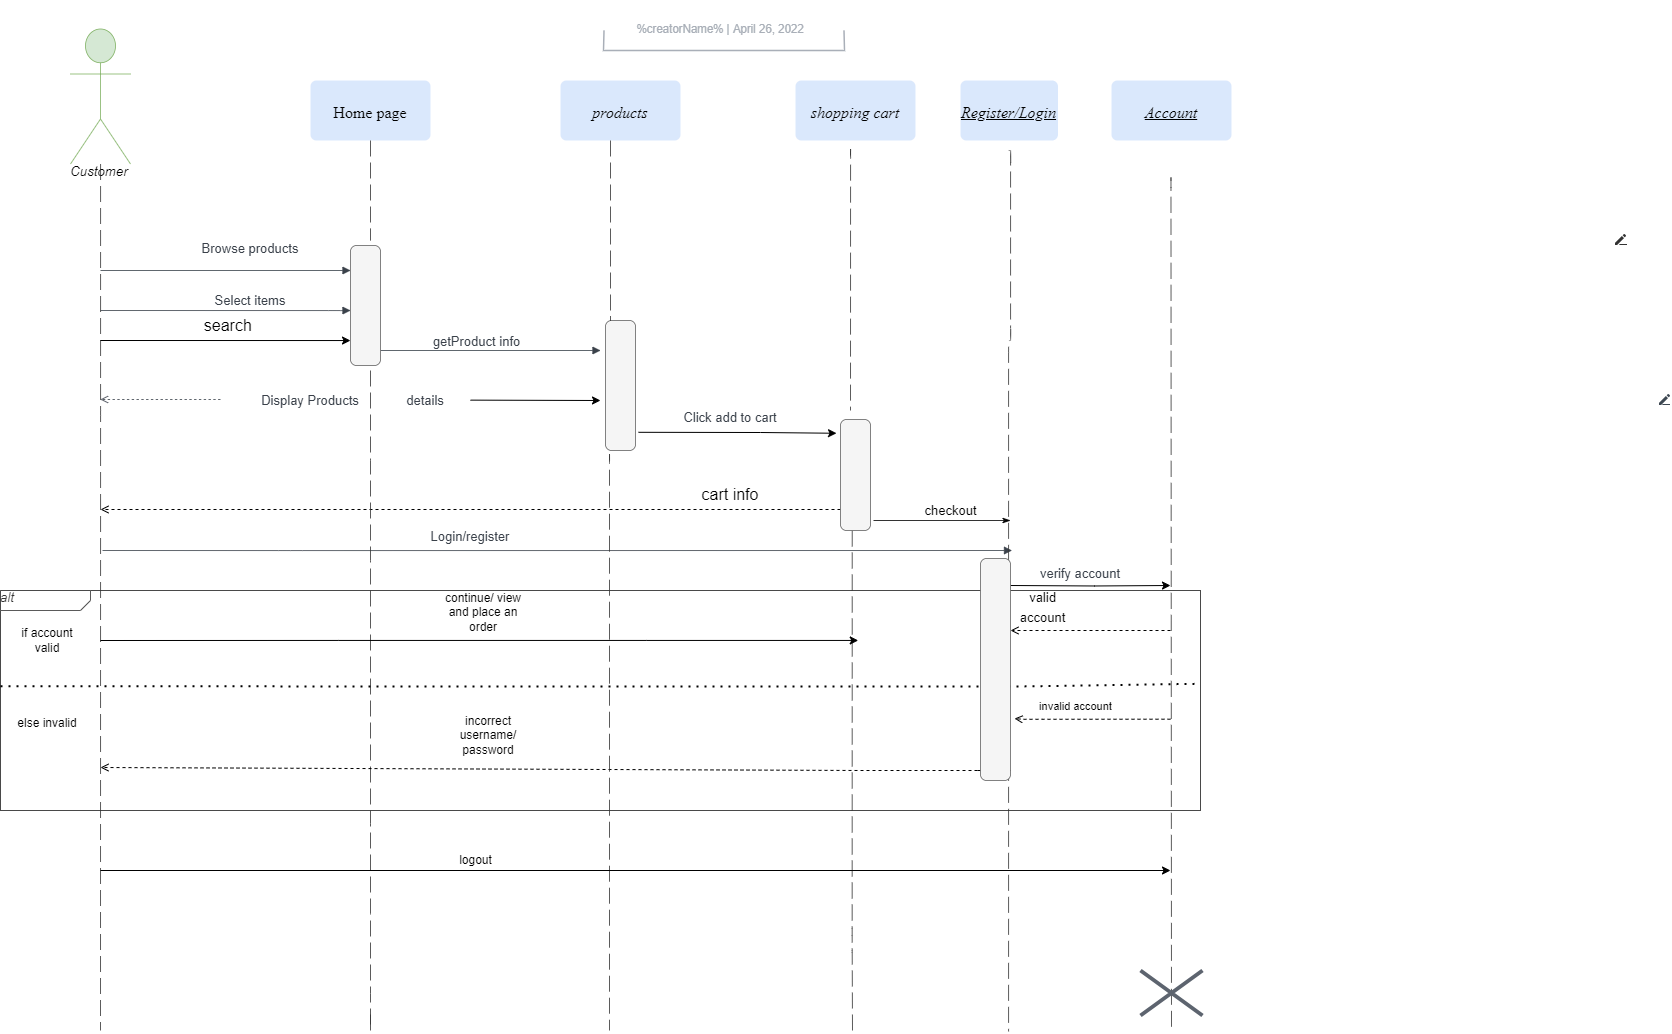 %creatorName% | April 26, 2022
Home page
products
shopping cart
Register/Login
Account
Customer
Browse products
Select items
search
getProduct info
Display Products details
Click add to cart
cart info
checkout
Login/register
verify account
alt
continue/ view
and place an
order
valid
account
if account
valid
invalid account
else invalid
incorrect
username/
password
logout